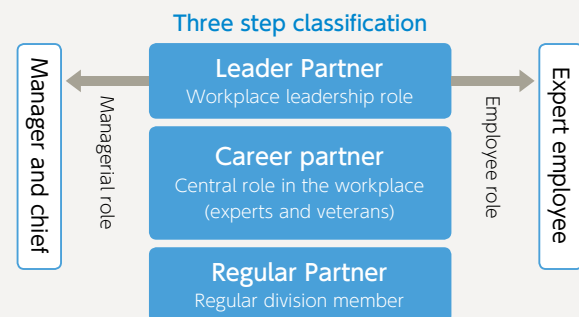 Three step classification
Manager and chief
Managerial role
Leader Partner
Workplace leadership role
Career partner
Central role in the workplace
(experts and veterans)
Regular Partner
Regular division member
Employee role
Expert employee